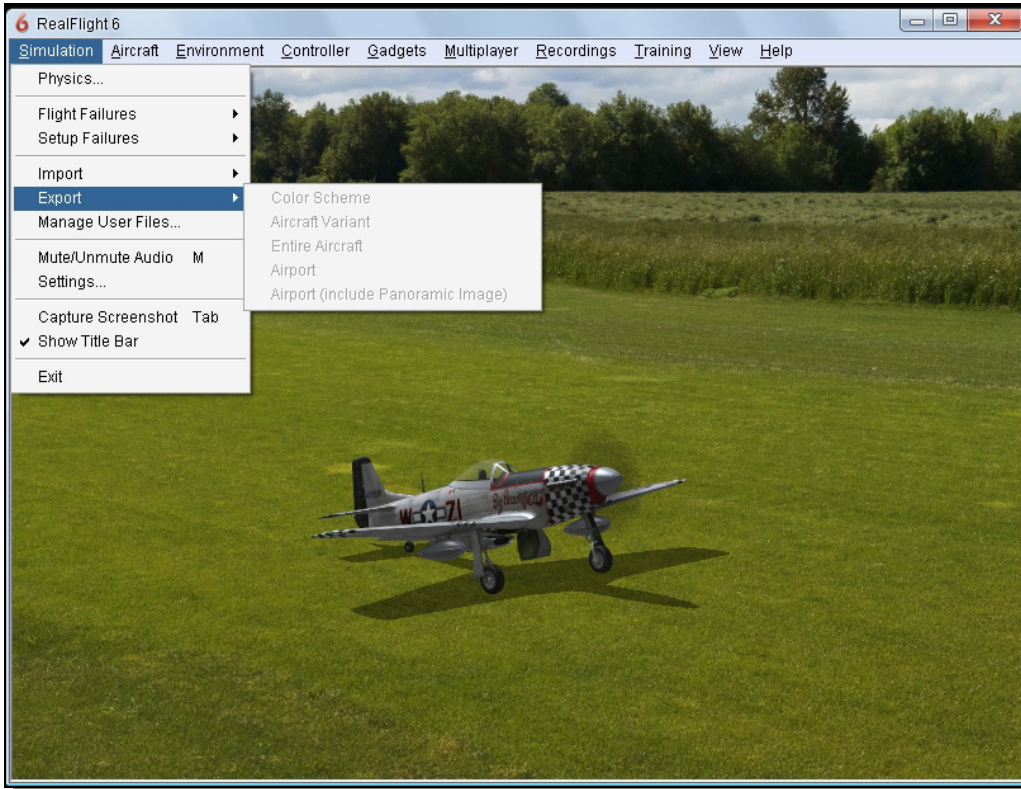 6 RealFlight 6
Simulation Aircraft Environment Controller Gadgets Multiplayer Recordings Training View Help
Physics...
Flight Failures
Setup Failures
Import
Export
Color Scheme
Aircraft Variant
Entire Aircraft
Airport
Airport (include Panoramic Image)
Manage User Files...
Mute/Unmute Audio M
Settings...
Capture Screenshot Tab
Show Title Bar
Exit
W Z1